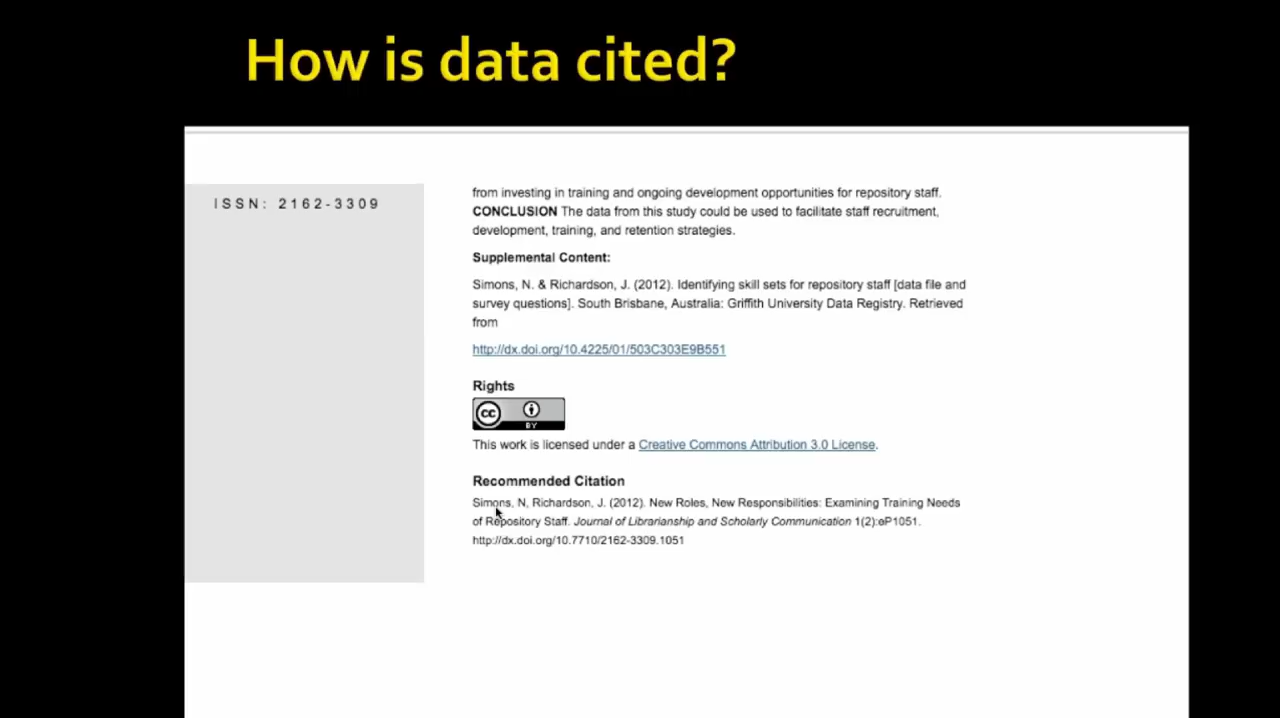 How is data cited?
ISSN: 2162-3309
from investing in training and ongoing development opportunities for repository staff.
CONCLUSION The data from this study could be used to facilitate staff recruitment,
development, training, and retention strategies.
Supplemental Content:
Simons, N. & Richardson, J. (2012). Identifying skill sets for repository staff [data file and
survey questions]. South Brisbane, Australia: Griffith University Data Registry. Retrieved
from
http://dx.doi.org/10.4225/01/503C303E9B551
Rights
cc
BY
This work is licensed under a Creative Commons Attribution 3.0 License.
Recommended Citation
Simons, N, Richardson, J. (2012). New Roles, New Responsibilities: Examining Training Needs
of Repository Staff. Journal of Librarianship and Scholarly Communication 1(2):eP1051.
http://dx.doi.org/10.7710/2162-3309.1051